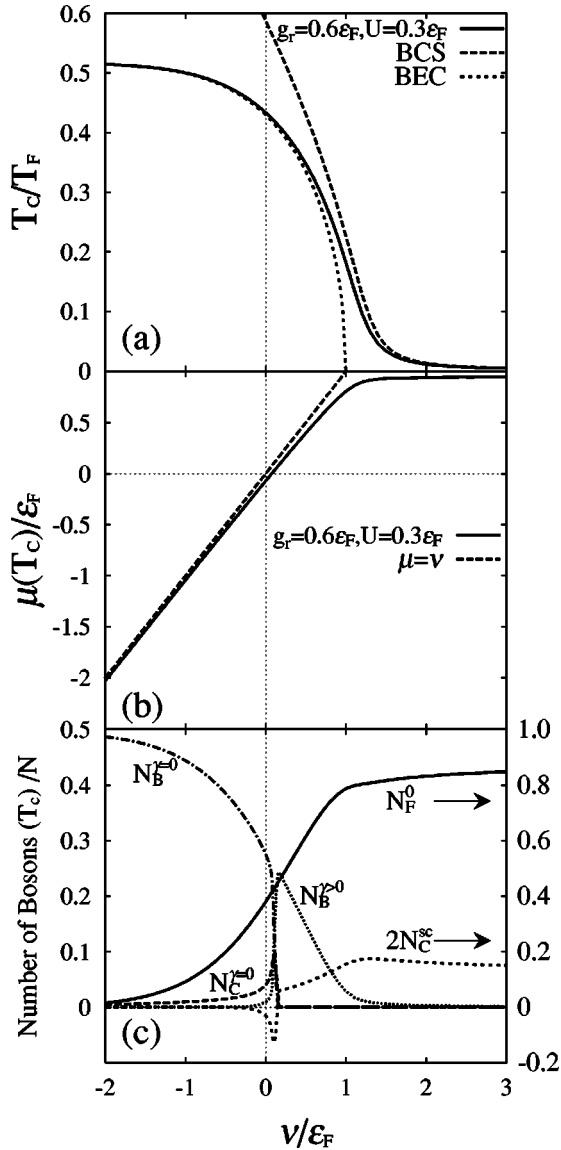 0.6
0.5
0.4
0.3
0.2
0.1
0
T_C/T_F
g_r=0.6ε_F,U=0.3ε_F
BCS
BEC
(a)
0.5
0
-0.5
-1
-1.5
-2
μ(T_C)/ε_F
g_r=0.6ε_F,U=0.3ε_F
μ=ν
(b)
0.5
0.4
0.3
0.2
0.1
0
Number of Bosons (T_c) /N
N_B^{γ=0}
N_F^0
N_B^{γ>0}
2N_C^{sc}
N_C^{γ=0}
(c)
1.0
0.8
0.6
0.4
0.2
0
-0.2
-2 -1 0 1 2 3
ν/ε_F